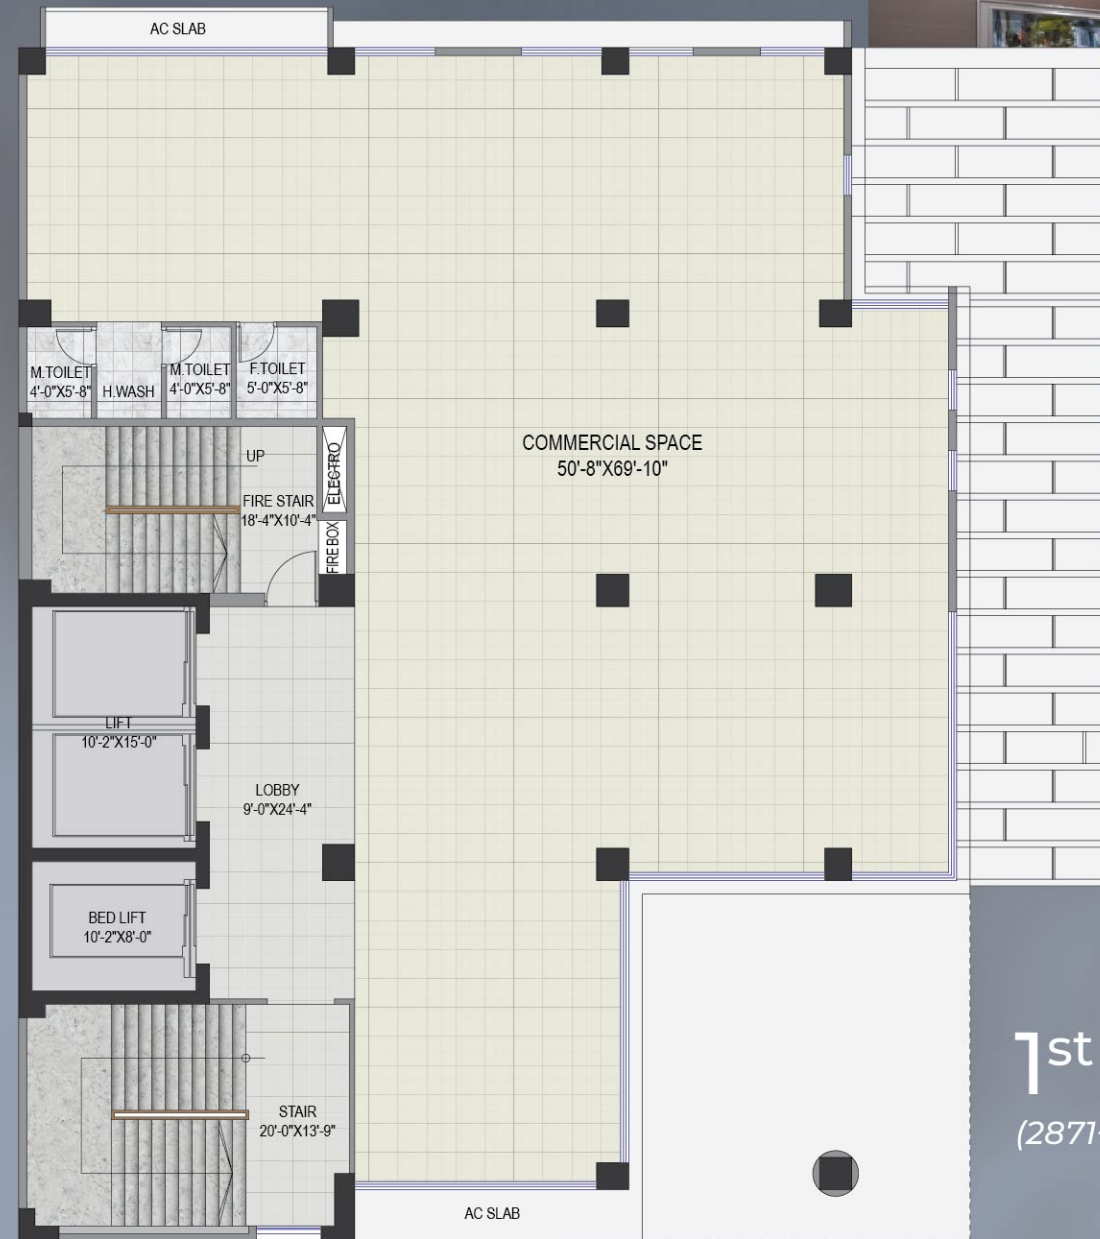 AC SLAB
M.TOILET
4'-0"X5'-8"
H.WASH
M.TOILET
4'-0"X5'-8"
F.TOILET
5'-0"X5'-8"
COMMERCIAL SPACE
50'-8"X69'-10"
UP
ELECTRO
FIRE STAIR
18'-4"X10'-4"
FIRE BOX
LIFT
10'-2"X15'-0"
LOBBY
9'-0"X24'-4"
BED LIFT
10'-2"X8'-0"
1st
(2871
STAIR
20'-0"X13'-9"
AC SLAB